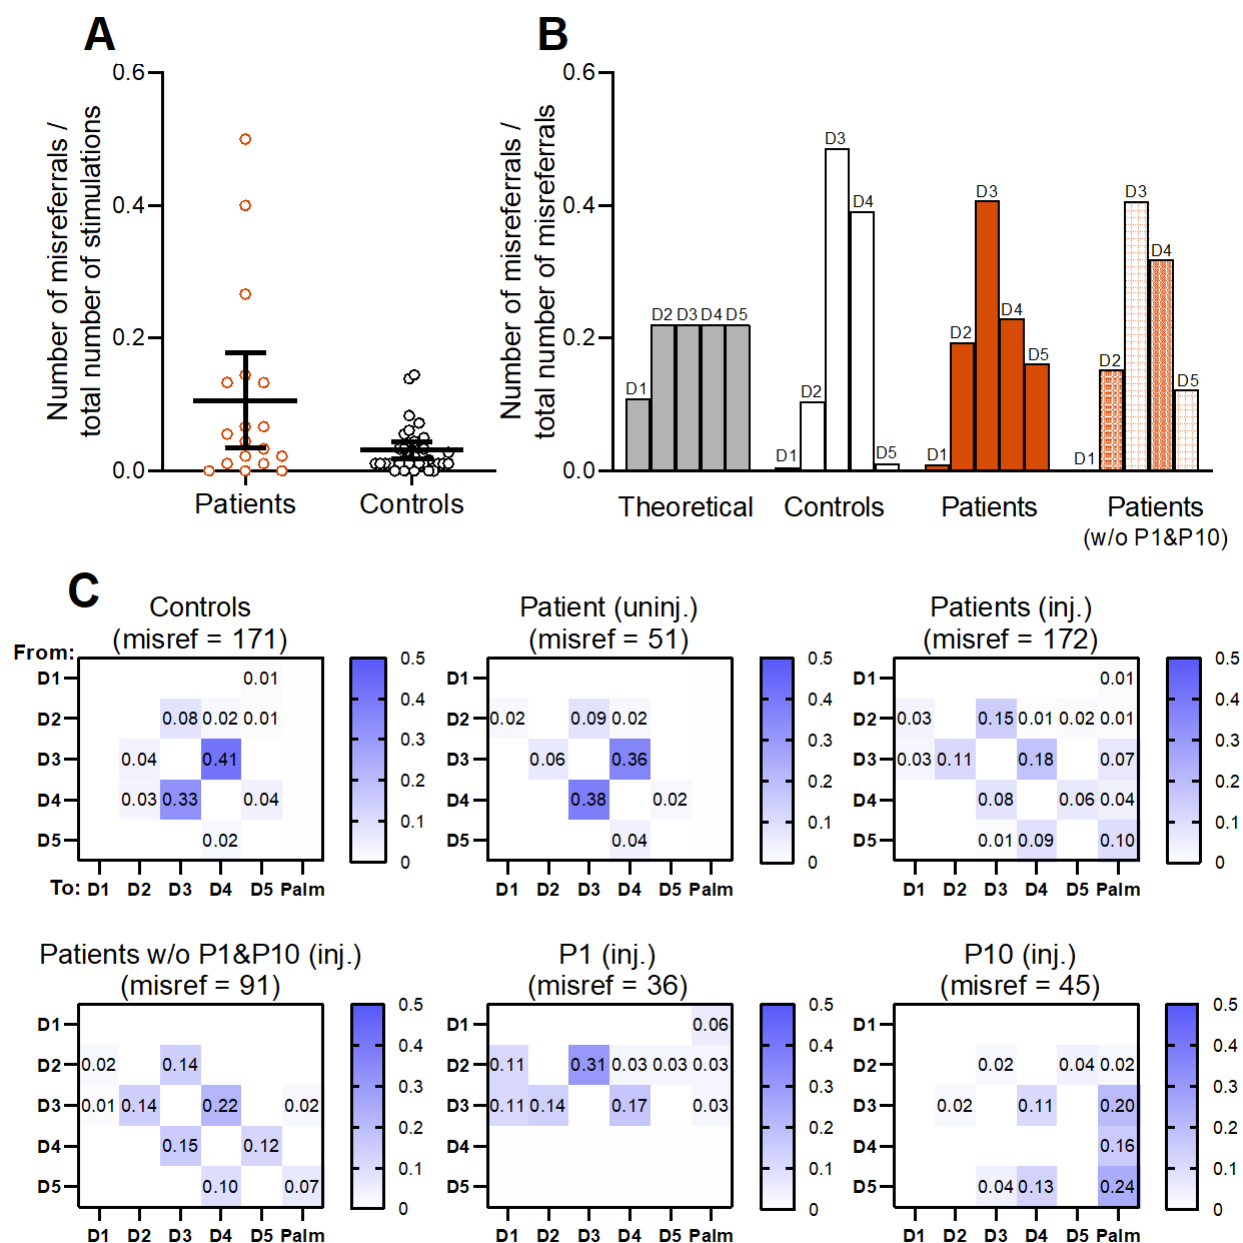 A
B
0.6
0.4
0.2
0.0
Number of misreferrals /
total number of stimulations
Patients
Controls
0.6
0.4
0.2
0.0
Number of misreferrals /
total number of misreferrals
D1
D2 D3 D4 D5
D1
D2
D3
D4
D5
D1
D2
D3
D4
D5
D1
D2
D3
D4
D5
Theoretical
Controls
Patients
Patients
(w/o P1&P10)
C
Controls
(misref = 171)
From:
D1 0.01
D2 0.08 0.02 0.01
D3 0.04 0.41
D4 0.03 0.33 0.04
D5 0.02
To: D1 D2 D3 D4 D5 Palm
0.5
0.4
0.3
0.2
0.1
0
Patient (uninj.)
(misref = 51)
D1
D2 0.02 0.09 0.02
D3 0.06 0.36
D4 0.38 0.02
D5 0.04
D1 D2 D3 D4 D5 Palm
0.5
0.4
0.3
0.2
0.1
0
Patients (inj.)
(misref = 172)
D1 0.01
D2 0.03 0.15 0.01 0.02 0.01
D3 0.03 0.11 0.18 0.07
D4 0.08 0.06 0.04
D5 0.01 0.09 0.10
D1 D2 D3 D4 D5 Palm
0.5
0.4
0.3
0.2
0.1
0
Patients w/o P1&P10 (inj.)
(misref = 91)
D1
D2 0.02 0.14
D3 0.01 0.14 0.22 0.02
D4 0.15 0.12
D5 0.10 0.07
D1 D2 D3 D4 D5 Palm
0.5
0.4
0.3
0.2
0.1
0
P1 (inj.)
(misref = 36)
D1 0.06
D2 0.11 0.31 0.03 0.03 0.03
D3 0.11 0.14 0.17 0.03
D4
D5
D1 D2 D3 D4 D5 Palm
0.5
0.4
0.3
0.2
0.1
0
P10 (inj.)
(misref = 45)
D1
D2 0.02 0.04 0.02
D3 0.02 0.11 0.20
D4 0.16
D5 0.04 0.13 0.24
D1 D2 D3 D4 D5 Palm
0.5
0.4
0.3
0.2
0.1
0